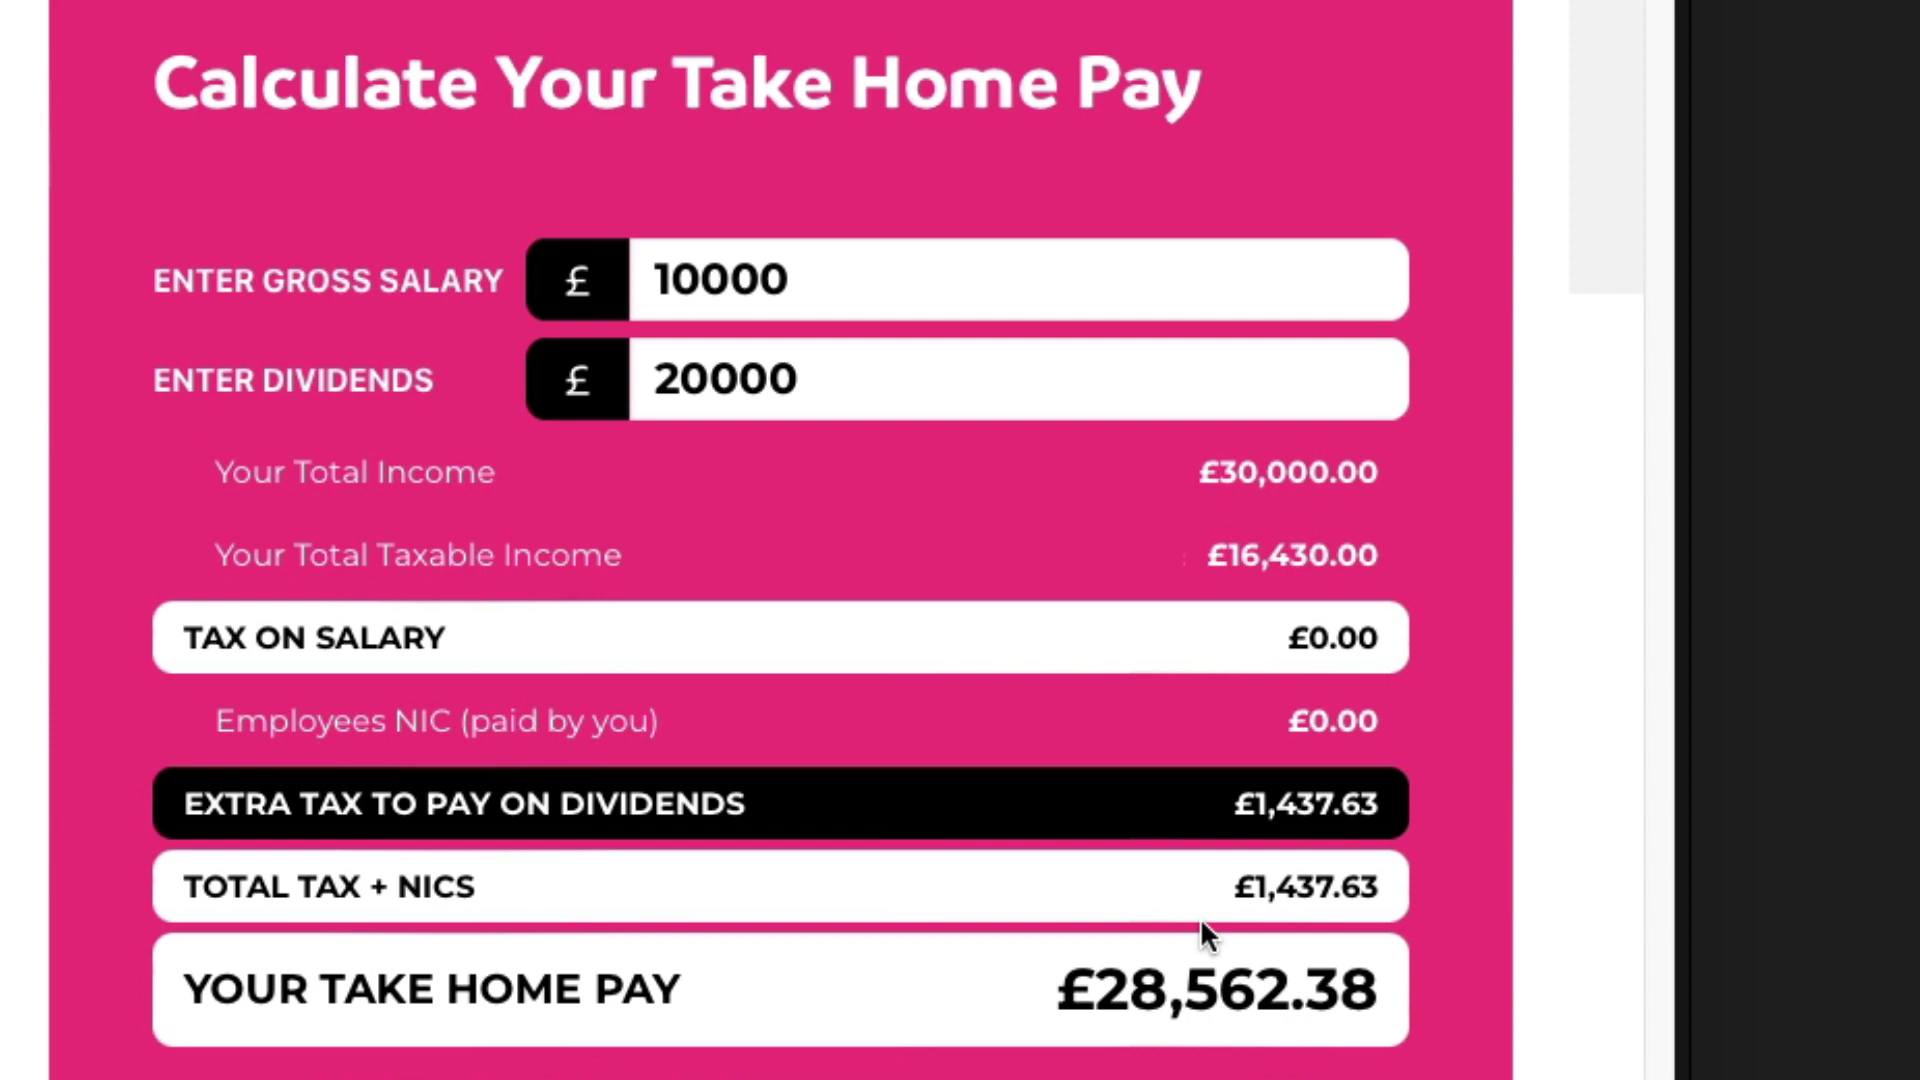 Calculate Your Take Home Pay
ENTER GROSS SALARY £ 10000
ENTER DIVIDENDS £ 20000
Your Total Income £30,000.00
Your Total Taxable Income £16,430.00
TAX ON SALARY £0.00
Employees NIC (paid by you) £0.00
EXTRA TAX TO PAY ON DIVIDENDS £1,437.63
TOTAL TAX + NICS £1,437.63
YOUR TAKE HOME PAY £28,562.38